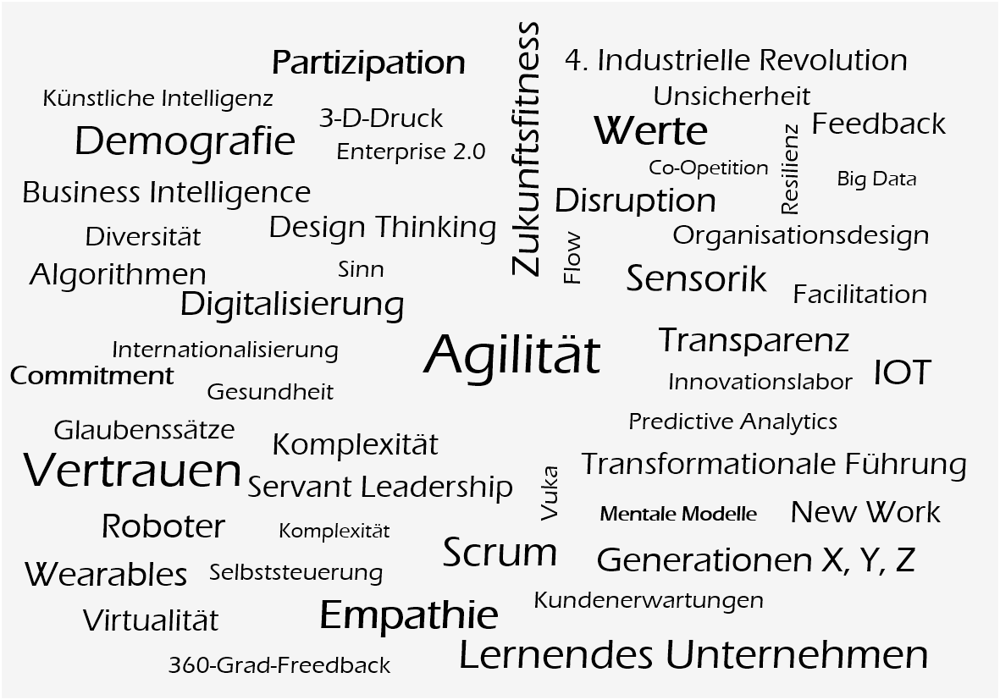 Partizipation
Zukunftsfitness
4. Industrielle Revolution
Künstliche Intelligenz
Unsicherheit
3-D-Druck
Demografie
Werte
Feedback
Enterprise 2.0
Resilienz
Co-Opetition
Big Data
Business Intelligence
Disruption
Diversität
Design Thinking
Organisationsdesign
Flow
Algorithmen
Sinn
Sensorik
Facilitation
Digitalisierung
Internationalisierung
Agilität
Transparenz
Commitment
IOT
Gesundheit
Innovationslabor
Predictive Analytics
Glaubenssätze
Komplexität
Vertrauen
Transformationale Führung
Servant Leadership
Vuka
Roboter
Komplexität
Mentale Modelle
New Work
Scrum
Generationen X, Y, Z
Wearables
Selbststeuerung
Kundenerwartungen
Virtualität
Empathie
Lernendes Unternehmen
360-Grad-Freedback